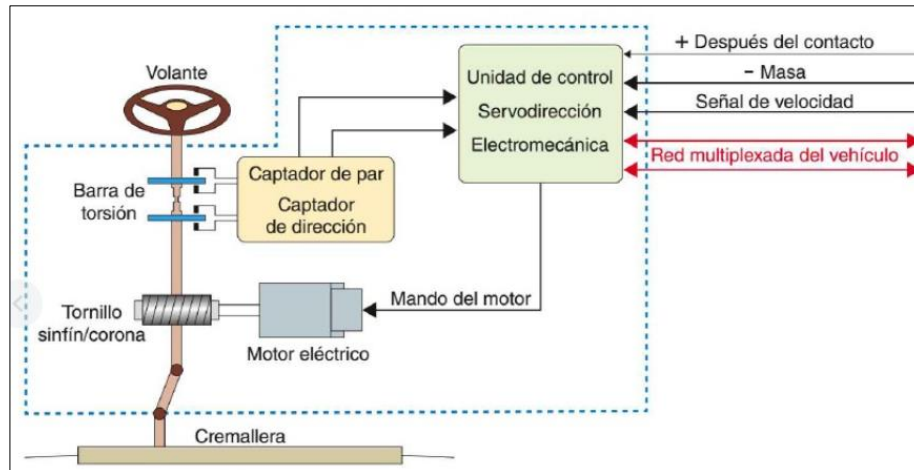 Volante
Barra de
torsión
Captador de par
Captador
de dirección
Unidad de control
Servodirección
Electromecánica
+ Después del contacto
− Masa
Señal de velocidad
Red multiplexada del vehículo
Tornillo
sinfín/corona
Motor eléctrico
Mando del motor
Cremallera